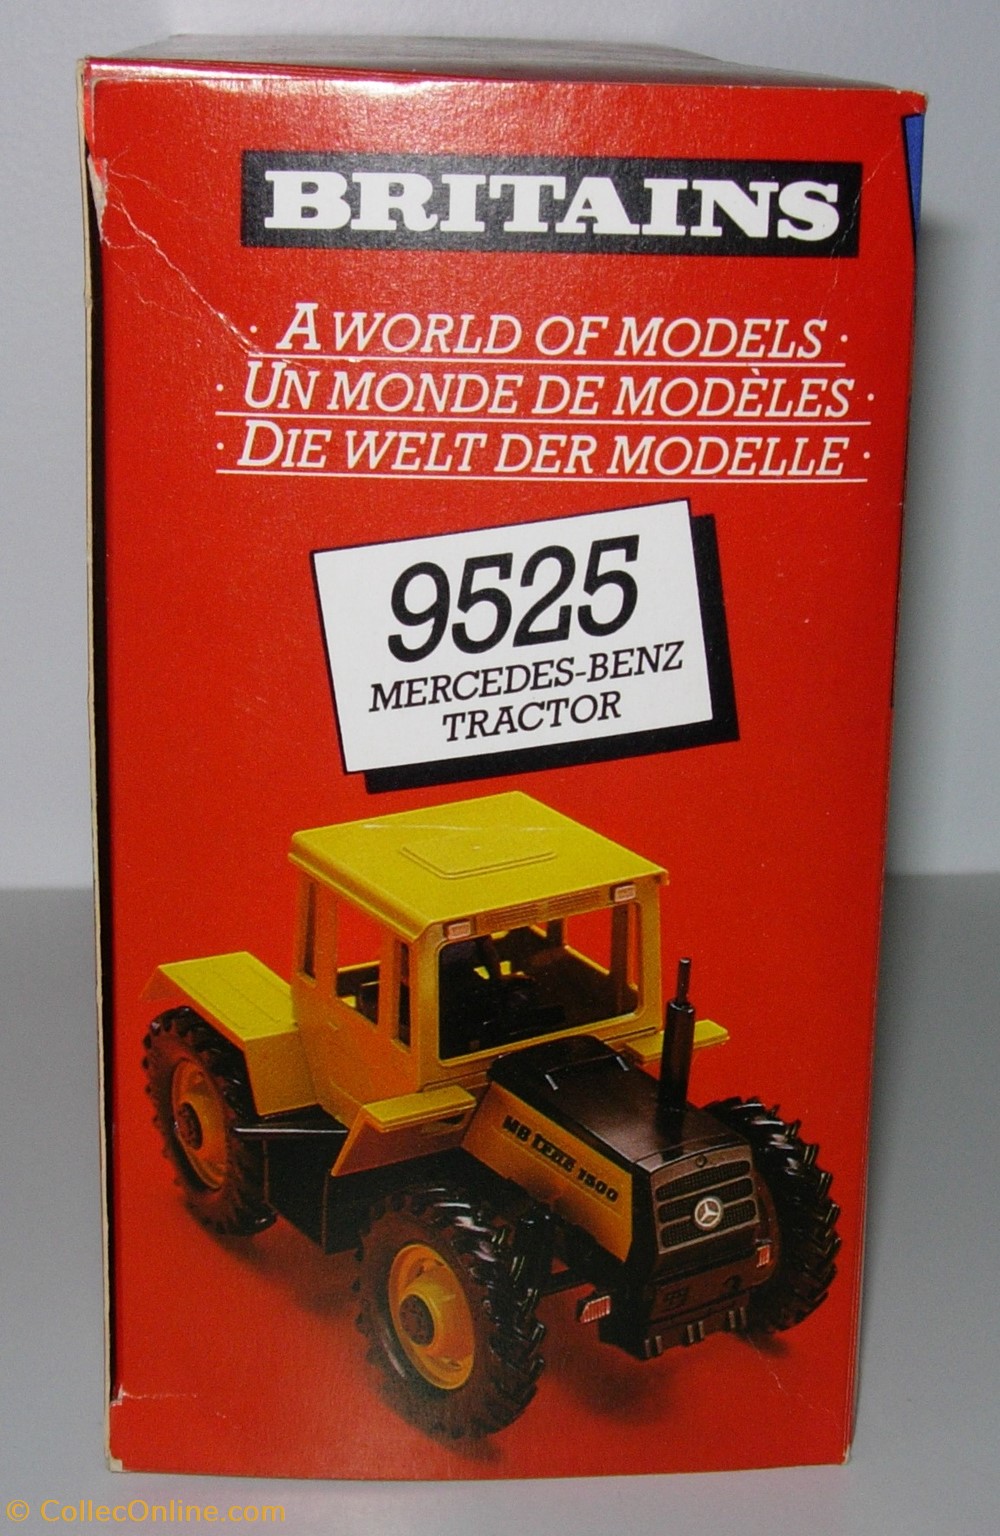 BRITAINS
· A WORLD OF MODELS ·
· UN MONDE DE MODÈLES ·
· DIE WELT DER MODELLE ·
9525
MERCEDES-BENZ
TRACTOR
MB trac 1500
© CollecOnline.com